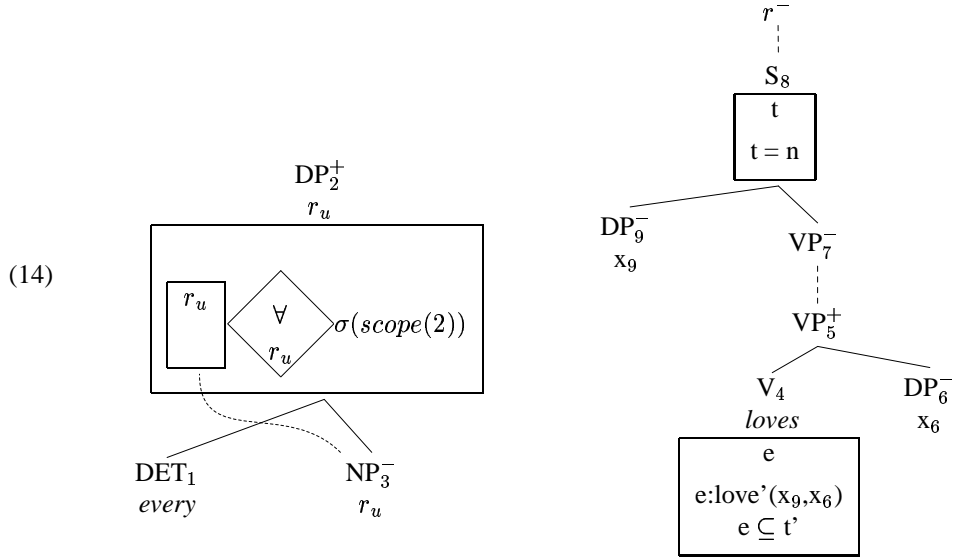 (14)
DP₂⁺
r_u
r_u
∀
r_u
σ(scope(2))
DET₁
every
NP₃⁻
r_u
r⁻
S₈
t
t = n
DP₉⁻
x₉
VP₇⁻
VP₅⁺
V₄
loves
DP₆⁻
x₆
e
e:love'(x₉,x₆)
e ⊆ t'